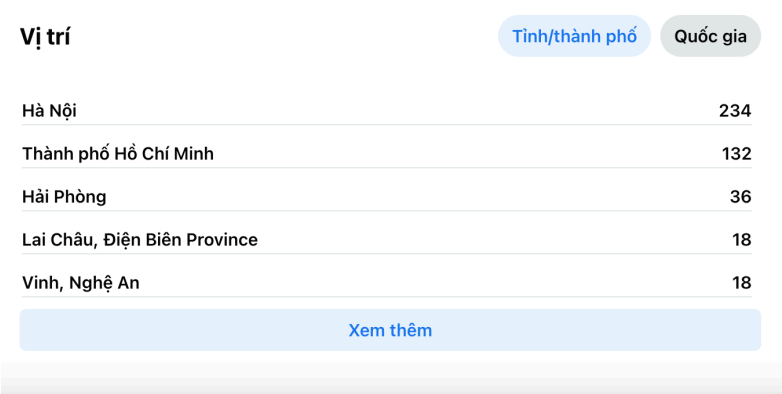 Vị trí
Tỉnh/thành phố
Quốc gia
Hà Nội 234
Thành phố Hồ Chí Minh 132
Hải Phòng 36
Lai Châu, Điện Biên Province 18
Vinh, Nghệ An 18
Xem thêm